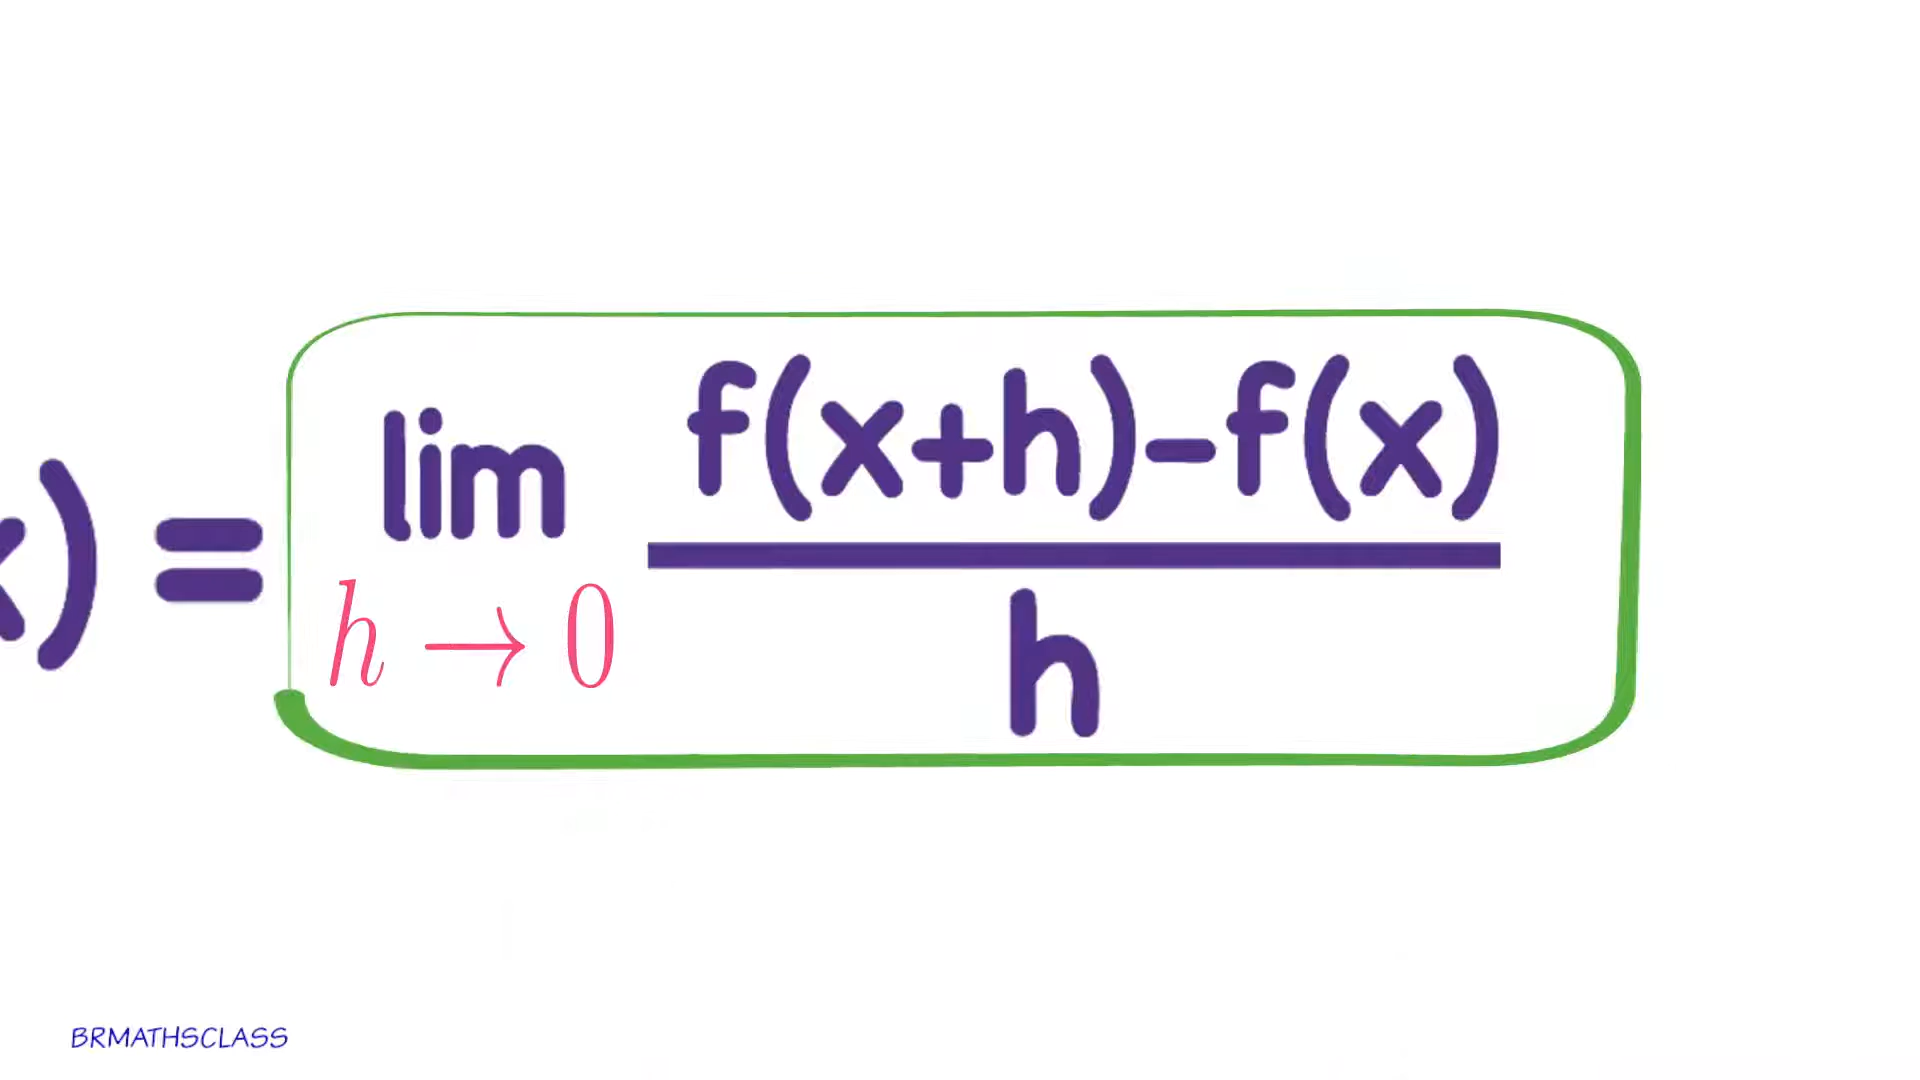 x) = lim f(x+h)-f(x)
h → 0 h
BRMATHSCLASS